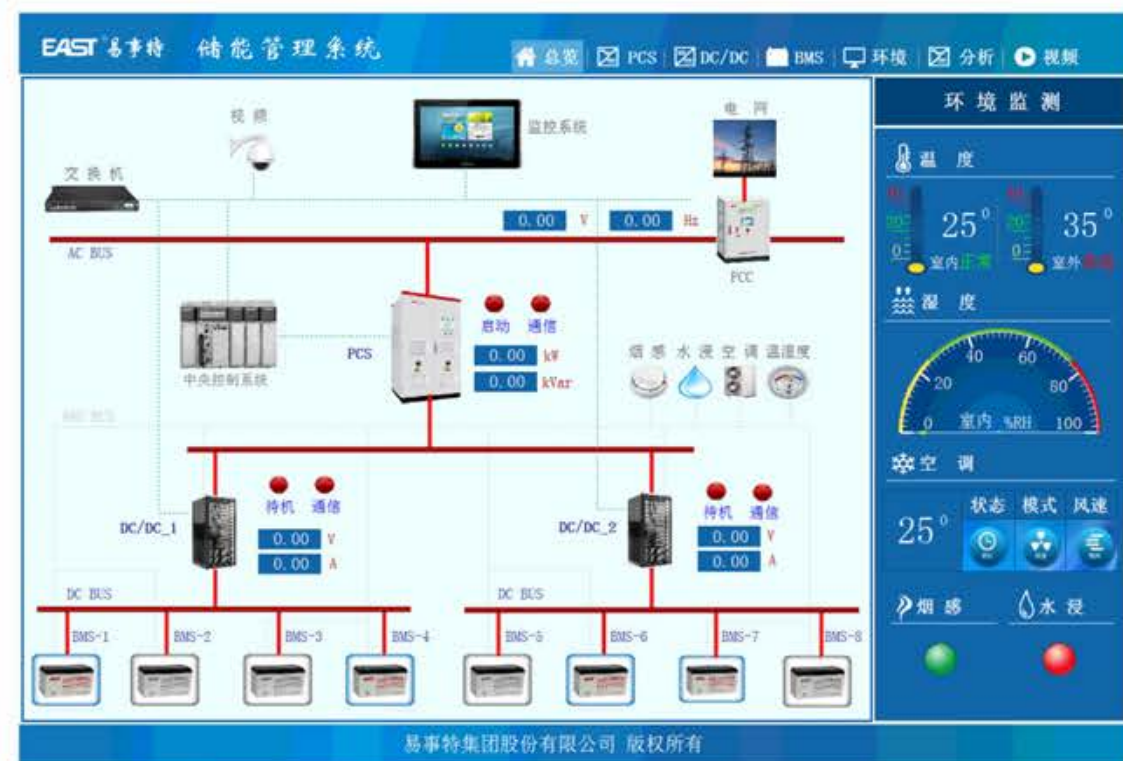 EAST 易事特 储能管理系统
总览 PCS DC/DC BMS 环境 分析 视频
环境监测
视频
监控系统
电网
交换机
0.00 V 0.00 Hz
AC BUS
PCC
温度
25° 35°
室内正常 室外
启动 通信
PCS
0.00 kW
0.00 kVar
中央控制系统
烟感 水浸 空调 温湿度
湿度
0 20 40 60 80 100
室内 %RH
待机 通信
DC/DC_1
0.00 V
0.00 A
待机 通信
DC/DC_2
0.00 V
0.00 A
空调
25°
状态 模式 风速
DC BUS
DC BUS
BMS-1 BMS-2 BMS-3 BMS-4 BMS-5 BMS-6 BMS-7 BMS-8
烟感 水浸
易事特集团股份有限公司 版权所有